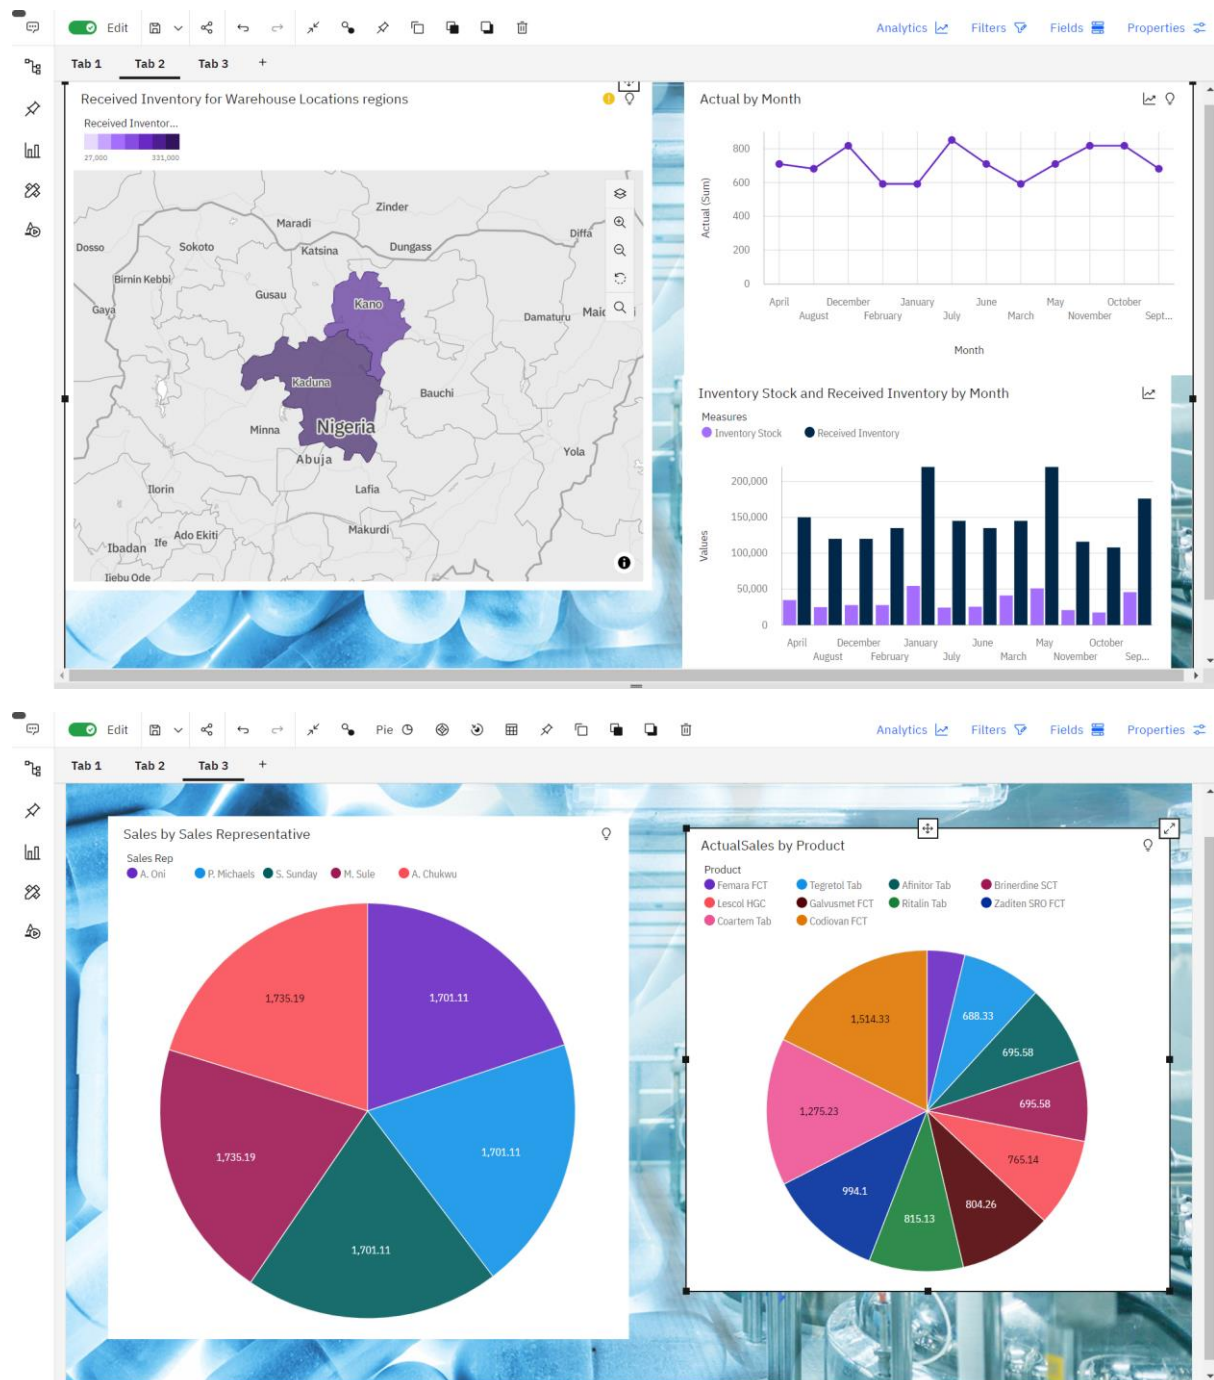 Edit
Analytics
Filters
Fields
Properties
Tab 1
Tab 2
Tab 3
+
Received Inventory for Warehouse Locations regions
Received Inventor...
27,000
331,000
Zinder
Maradi
Diffa
Dosso
Sokoto
Katsina
Dungass
Birnin Kebbi
Gusau
Kano
Gaya
Damaturu
Kaduna
Bauchi
Minna
Nigeria
Abuja
Yola
Ilorin
Lafia
Makurdi
Ado Ekiti
Ife
Ibadan
Ijebu Ode
Actual by Month
Actual (Sum)
800
600
400
200
0
April
December
January
June
May
October
August
February
July
March
November
Sept...
Month
Inventory Stock and Received Inventory by Month
Measures
Inventory Stock
Received Inventory
Values
200,000
150,000
100,000
50,000
0
April
December
January
June
May
October
August
February
July
March
November
Sep...
Edit
Pie
Analytics
Filters
Fields
Properties
Tab 1
Tab 2
Tab 3
+
Sales by Sales Representative
Sales Rep
A. Oni
P. Michaels
S. Sunday
M. Sule
A. Chukwu
1,735.19
1,701.11
1,735.19
1,701.11
1,701.11
ActualSales by Product
Product
Femara FCT
Tegretol Tab
Afinitor Tab
Brinerdine SCT
Lescol HGC
Galvusmet FCT
Ritalin Tab
Zaditen SRO FCT
Coartem Tab
Codiovan FCT
1,514.33
688.33
695.58
1,275.23
695.58
765.14
994.1
804.26
815.13